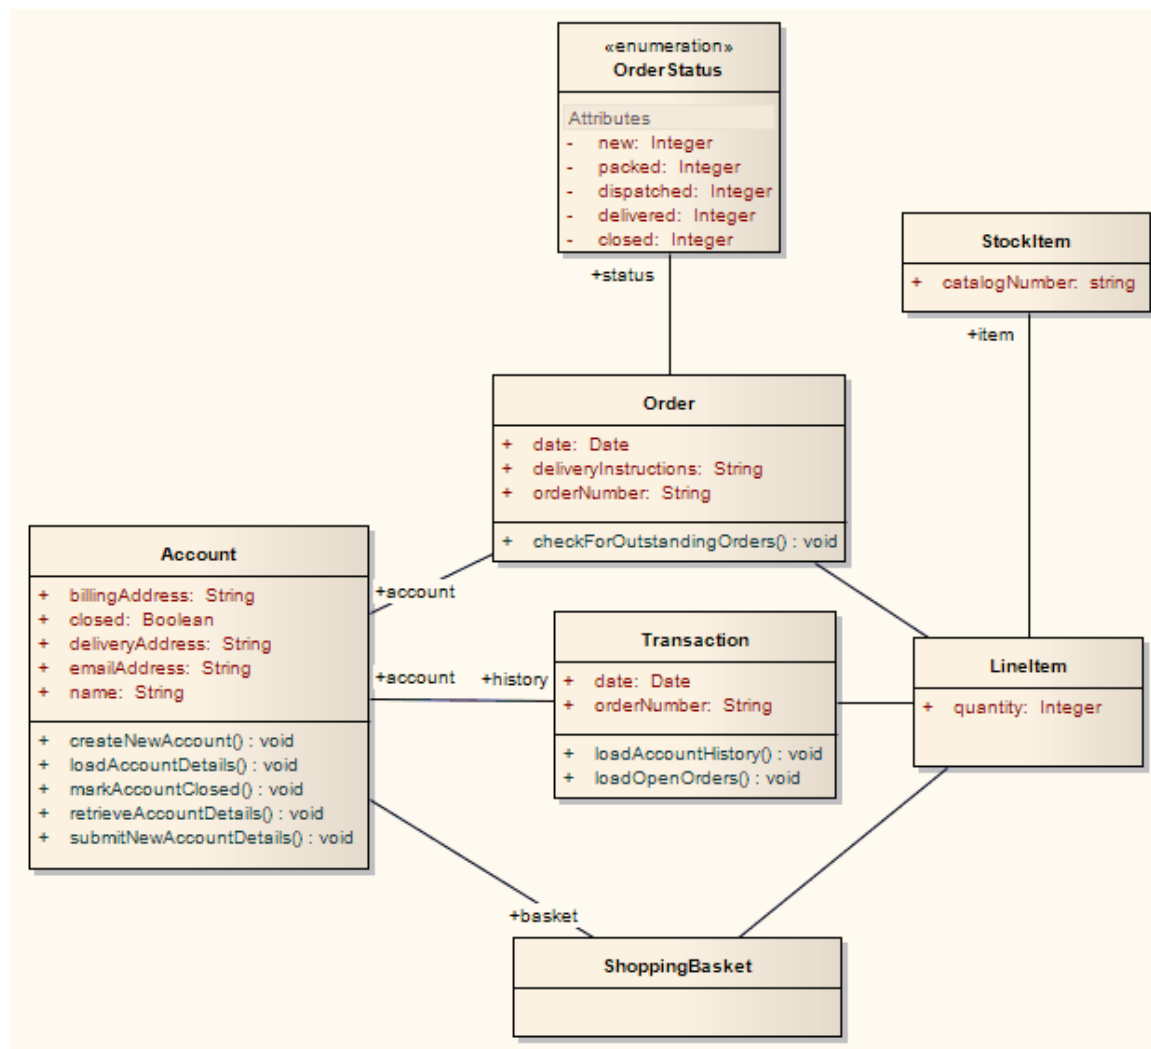 «enumeration»
OrderStatus
Attributes
- new: Integer
- packed: Integer
- dispatched: Integer
- delivered: Integer
- closed: Integer
+status
StockItem
+ catalogNumber: string
+item
Order
+ date: Date
+ deliveryInstructions: String
+ orderNumber: String
+ checkForOutstandingOrders() : void
Account
+ billingAddress: String
+ closed: Boolean
+ deliveryAddress: String
+ emailAddress: String
+ name: String
+ createNewAccount() : void
+ loadAccountDetails() : void
+ markAccountClosed() : void
+ retrieveAccountDetails() : void
+ submitNewAccountDetails() : void
+account
+account
+history
Transaction
+ date: Date
+ orderNumber: String
+ loadAccountHistory() : void
+ loadOpenOrders() : void
LineItem
+ quantity: Integer
+basket
ShoppingBasket